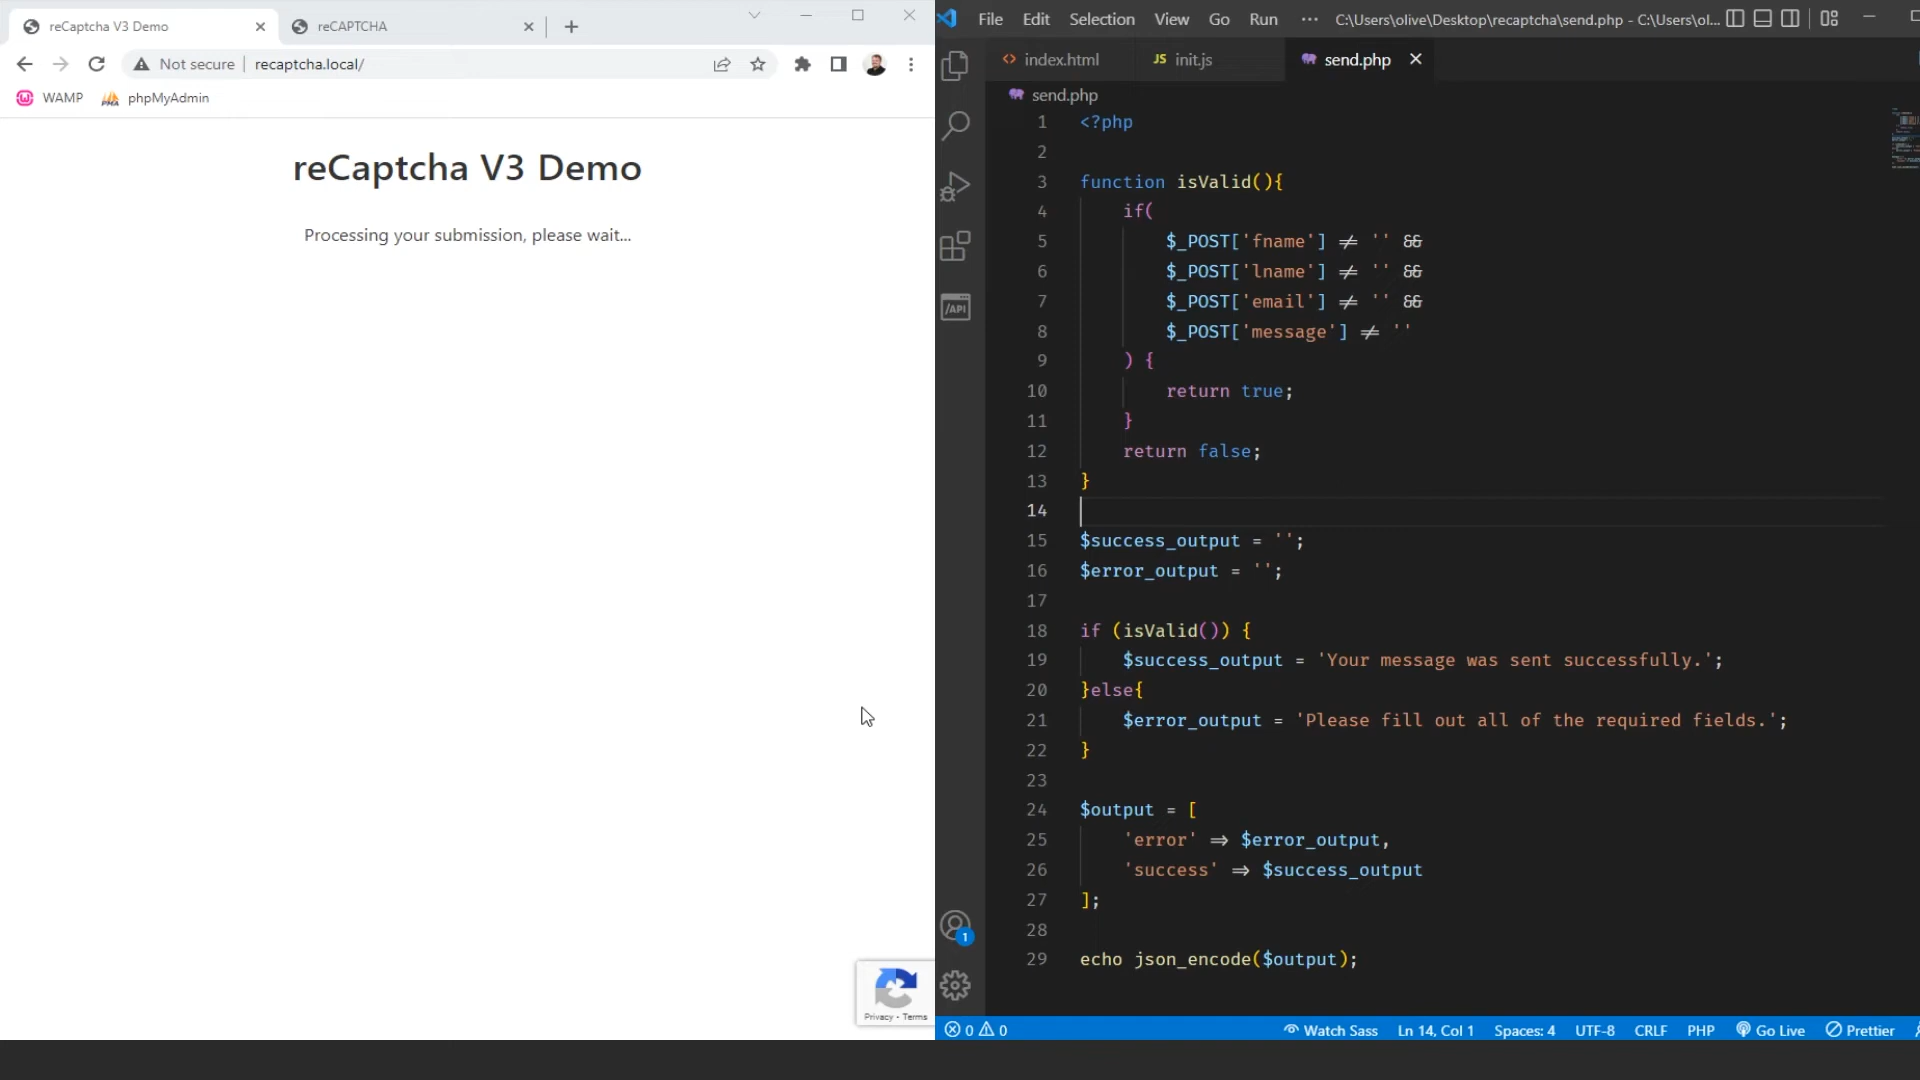 reCaptcha V3 Demo
reCAPTCHA
Not secure
recaptcha.local/
WAMP
phpMyAdmin
reCaptcha V3 Demo
Processing your submission, please wait...
Privacy - Terms
File Edit Selection View Go Run ··· C:\Users\olive\Desktop\recaptcha\send.php - C:\Users\ol...
index.html
JS init.js
send.php
send.php
/API
1
1 <?php
2
3 function isValid(){
4 if(
5 $_POST['fname'] ≠ '' &&
6 $_POST['lname'] ≠ '' &&
7 $_POST['email'] ≠ '' &&
8 $_POST['message'] ≠ ''
9 ) {
10 return true;
11 }
12 return false;
13 }
14
15 $success_output = '';
16 $error_output = '';
17
18 if (isValid()) {
19 $success_output = 'Your message was sent successfully.';
20 }else{
21 $error_output = 'Please fill out all of the required fields.';
22 }
23
24 $output = [
25 'error' ⇒ $error_output,
26 'success' ⇒ $success_output
27 ];
28
29 echo json_encode($output);
0 0 Watch Sass Ln 14, Col 1 Spaces: 4 UTF-8 CRLF PHP Go Live Prettier